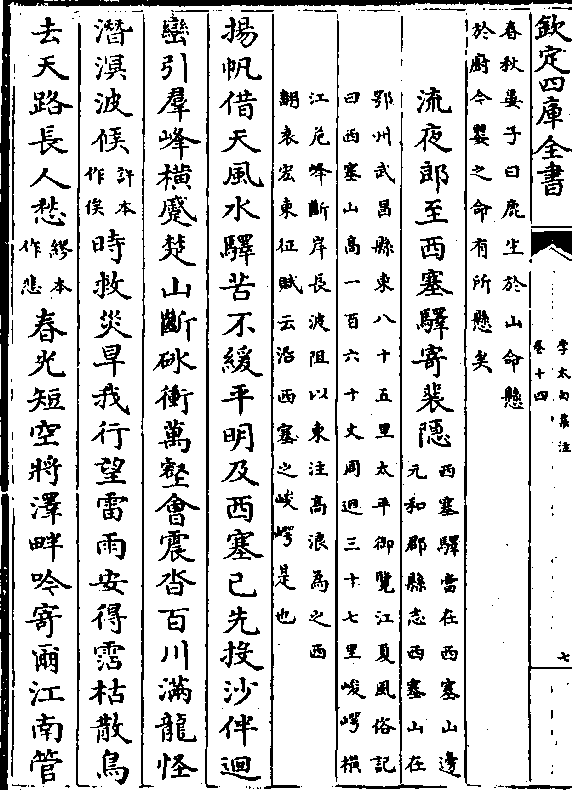 欽定四庫全書
李太白集注
卷十四
七
春秋晏子曰鹿生於山命懸
於廚今嬰之命有所懸矣
流夜郎至西塞驛寄裴隱
西塞驛當在西塞山邊
元和郡縣志西塞山在
鄂州武昌縣東八十五里太平御覽江夏風俗記
曰西塞山高一百六十丈周迴三十七里峻崿橫
江危峰斷岸長波阻以東注高浪為之西
翻袁宏東征賦云沿西塞之峻崿是也
揚帆借天風水驛苦不緩平明及西塞已先投沙伴迴
巒引羣峰橫蹙楚山斷砅衝萬壑會震沓百川滿龍怪
潛溟波候
許本
作俟
時救災旱我行望雷雨安得霑枯散鳥
去天路長人愁
繆本
作悲
春光短空將澤畔吟寄爾江南管